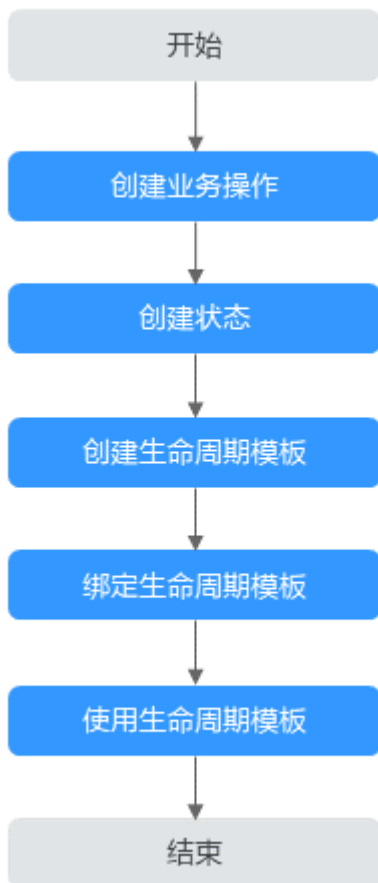 开始
创建业务操作
创建状态
创建生命周期模板
绑定生命周期模板
使用生命周期模板
结束